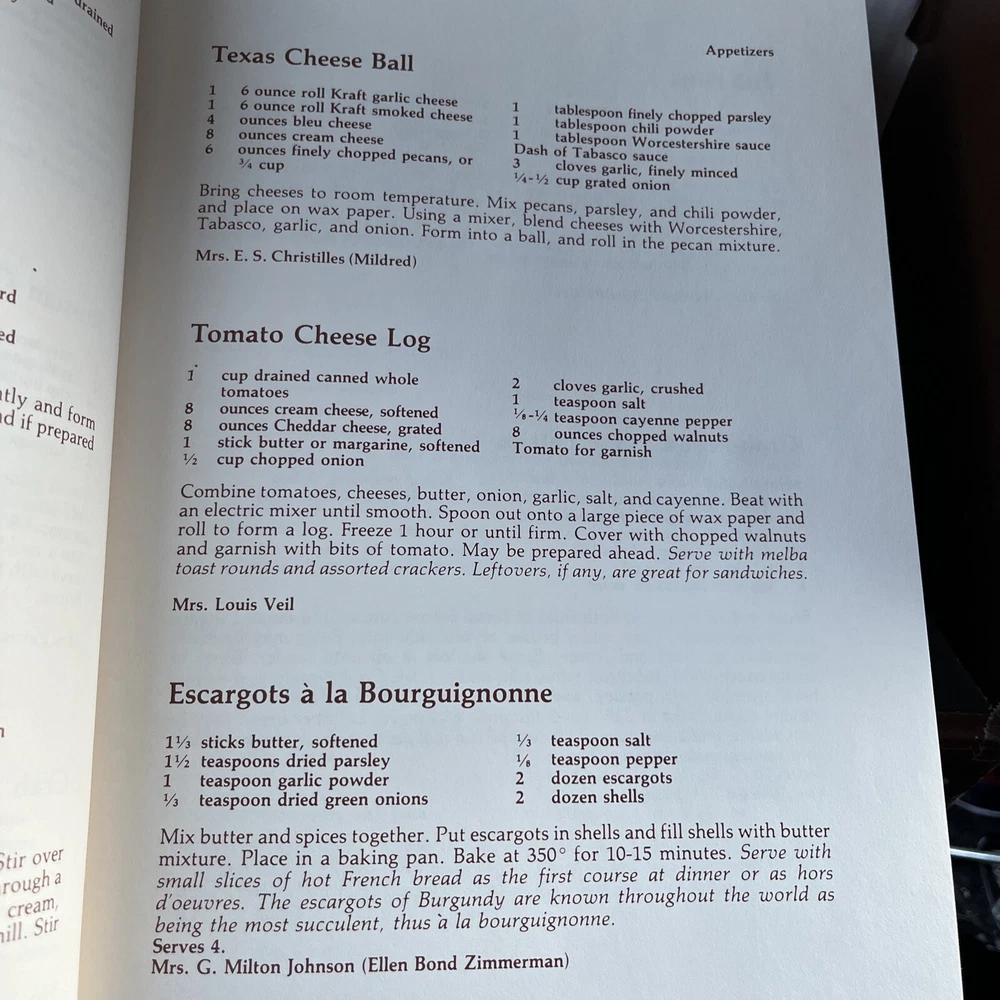 drained
rd
ed
tly and form
d if prepared
n
Stir over
rough a
cream,
hill. Stir
Appetizers
Texas Cheese Ball
1 6 ounce roll Kraft garlic cheese
1 6 ounce roll Kraft smoked cheese
4 ounces bleu cheese
8 ounces cream cheese
6 ounces finely chopped pecans, or
¾ cup
1 tablespoon finely chopped parsley
1 tablespoon chili powder
1 tablespoon Worcestershire sauce
Dash of Tabasco sauce
3 cloves garlic, finely minced
¼-½ cup grated onion
Bring cheeses to room temperature. Mix pecans, parsley, and chili powder,
and place on wax paper. Using a mixer, blend cheeses with Worcestershire,
Tabasco, garlic, and onion. Form into a ball, and roll in the pecan mixture.
Mrs. E. S. Christilles (Mildred)
Tomato Cheese Log
1 cup drained canned whole
tomatoes
8 ounces cream cheese, softened
8 ounces Cheddar cheese, grated
1 stick butter or margarine, softened
½ cup chopped onion
2 cloves garlic, crushed
1 teaspoon salt
⅛-¼ teaspoon cayenne pepper
8 ounces chopped walnuts
Tomato for garnish
Combine tomatoes, cheeses, butter, onion, garlic, salt, and cayenne. Beat with
an electric mixer until smooth. Spoon out onto a large piece of wax paper and
roll to form a log. Freeze 1 hour or until firm. Cover with chopped walnuts
and garnish with bits of tomato. May be prepared ahead. Serve with melba
toast rounds and assorted crackers. Leftovers, if any, are great for sandwiches.
Mrs. Louis Veil
Escargots à la Bourguignonne
1⅓ sticks butter, softened
1½ teaspoons dried parsley
1 teaspoon garlic powder
⅓ teaspoon dried green onions
⅓ teaspoon salt
⅛ teaspoon pepper
2 dozen escargots
2 dozen shells
Mix butter and spices together. Put escargots in shells and fill shells with butter
mixture. Place in a baking pan. Bake at 350° for 10-15 minutes. Serve with
small slices of hot French bread as the first course at dinner or as hors
d'oeuvres. The escargots of Burgundy are known throughout the world as
being the most succulent, thus à la bourguignonne.
Serves 4.
Mrs. G. Milton Johnson (Ellen Bond Zimmerman)